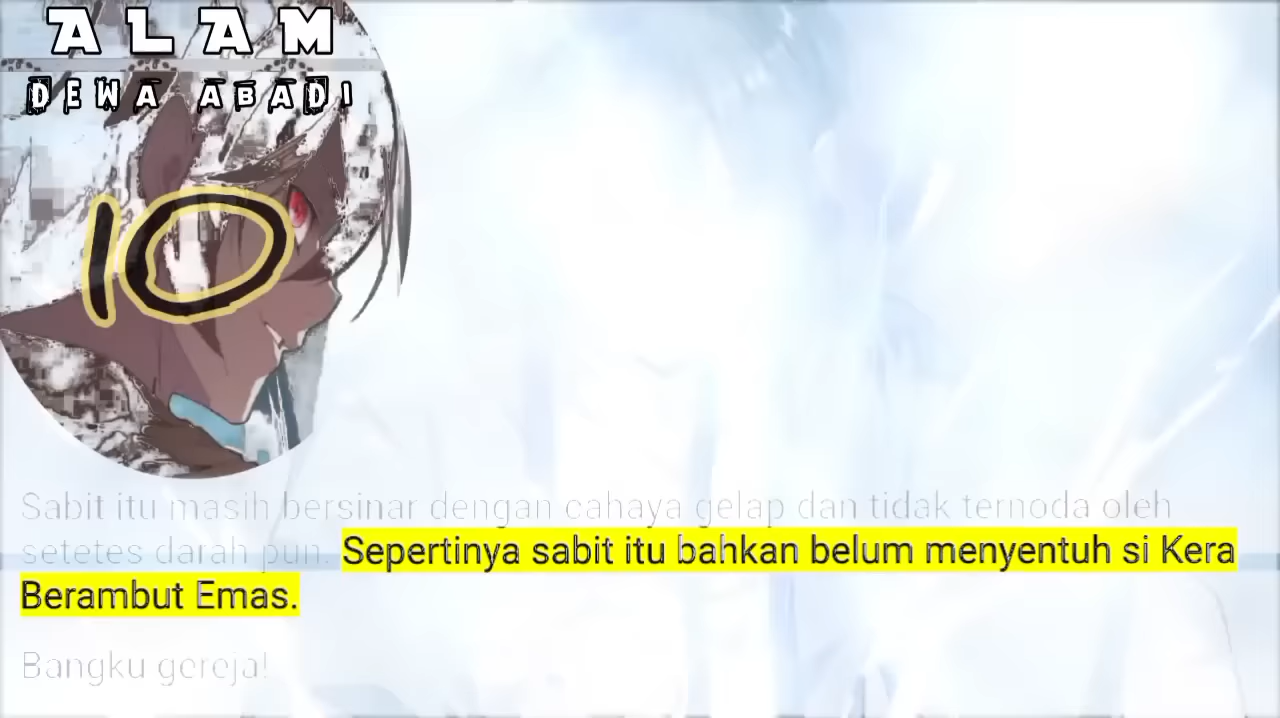 ALAM
DEWA ABADI
10
Sabit itu masih bersinar dengan cahaya gelap dan tidak ternoda oleh
setetes darah pun. Sepertinya sabit itu bahkan belum menyentuh si Kera
Berambut Emas.
Bangku gereja!